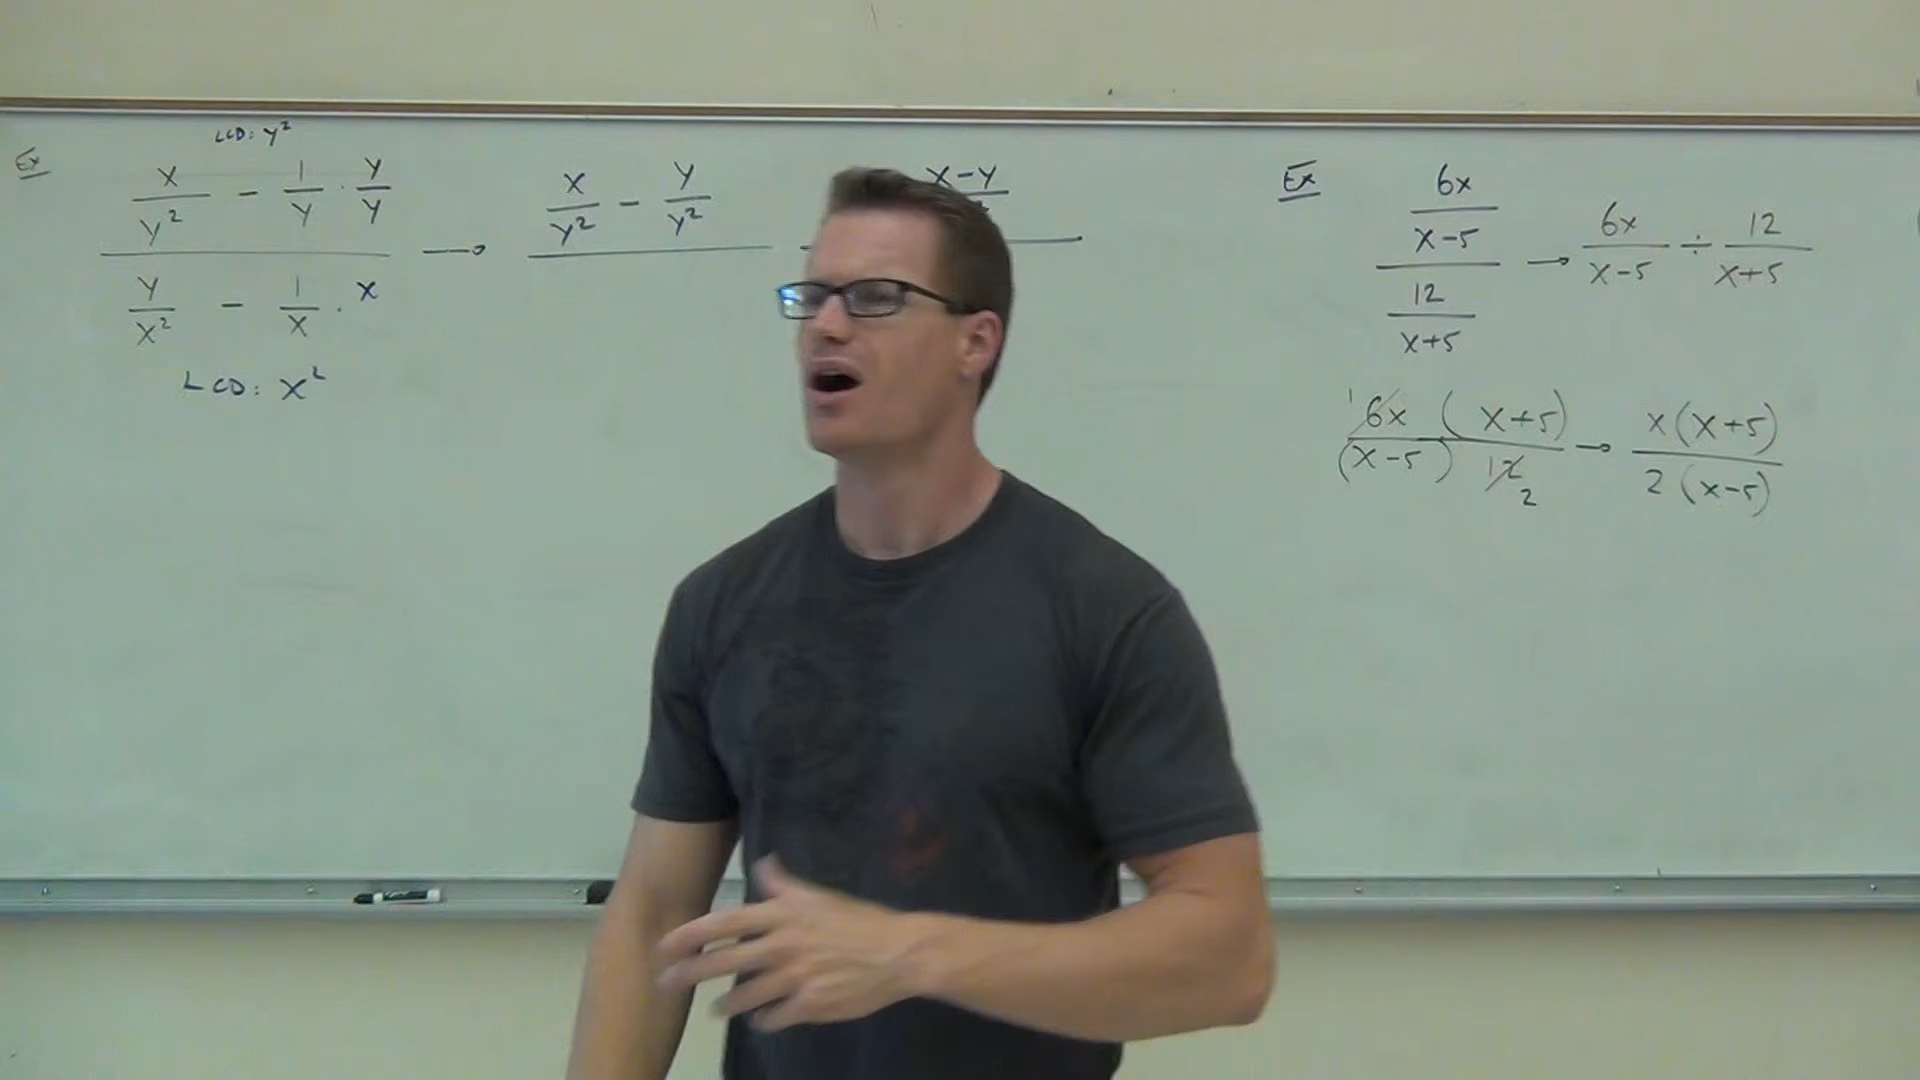 Ex
LCD: y²
x/y² - 1/y · y/y
y/x² - 1/x · x
LCD: x²
→
x/y² - y/y²
x-y
Ex
6x/x-5
12/x+5
→ 6x/x-5 ÷ 12/x+5
1 6x (x+5)/(x-5) 12 2 → x(x+5)/2(x-5)